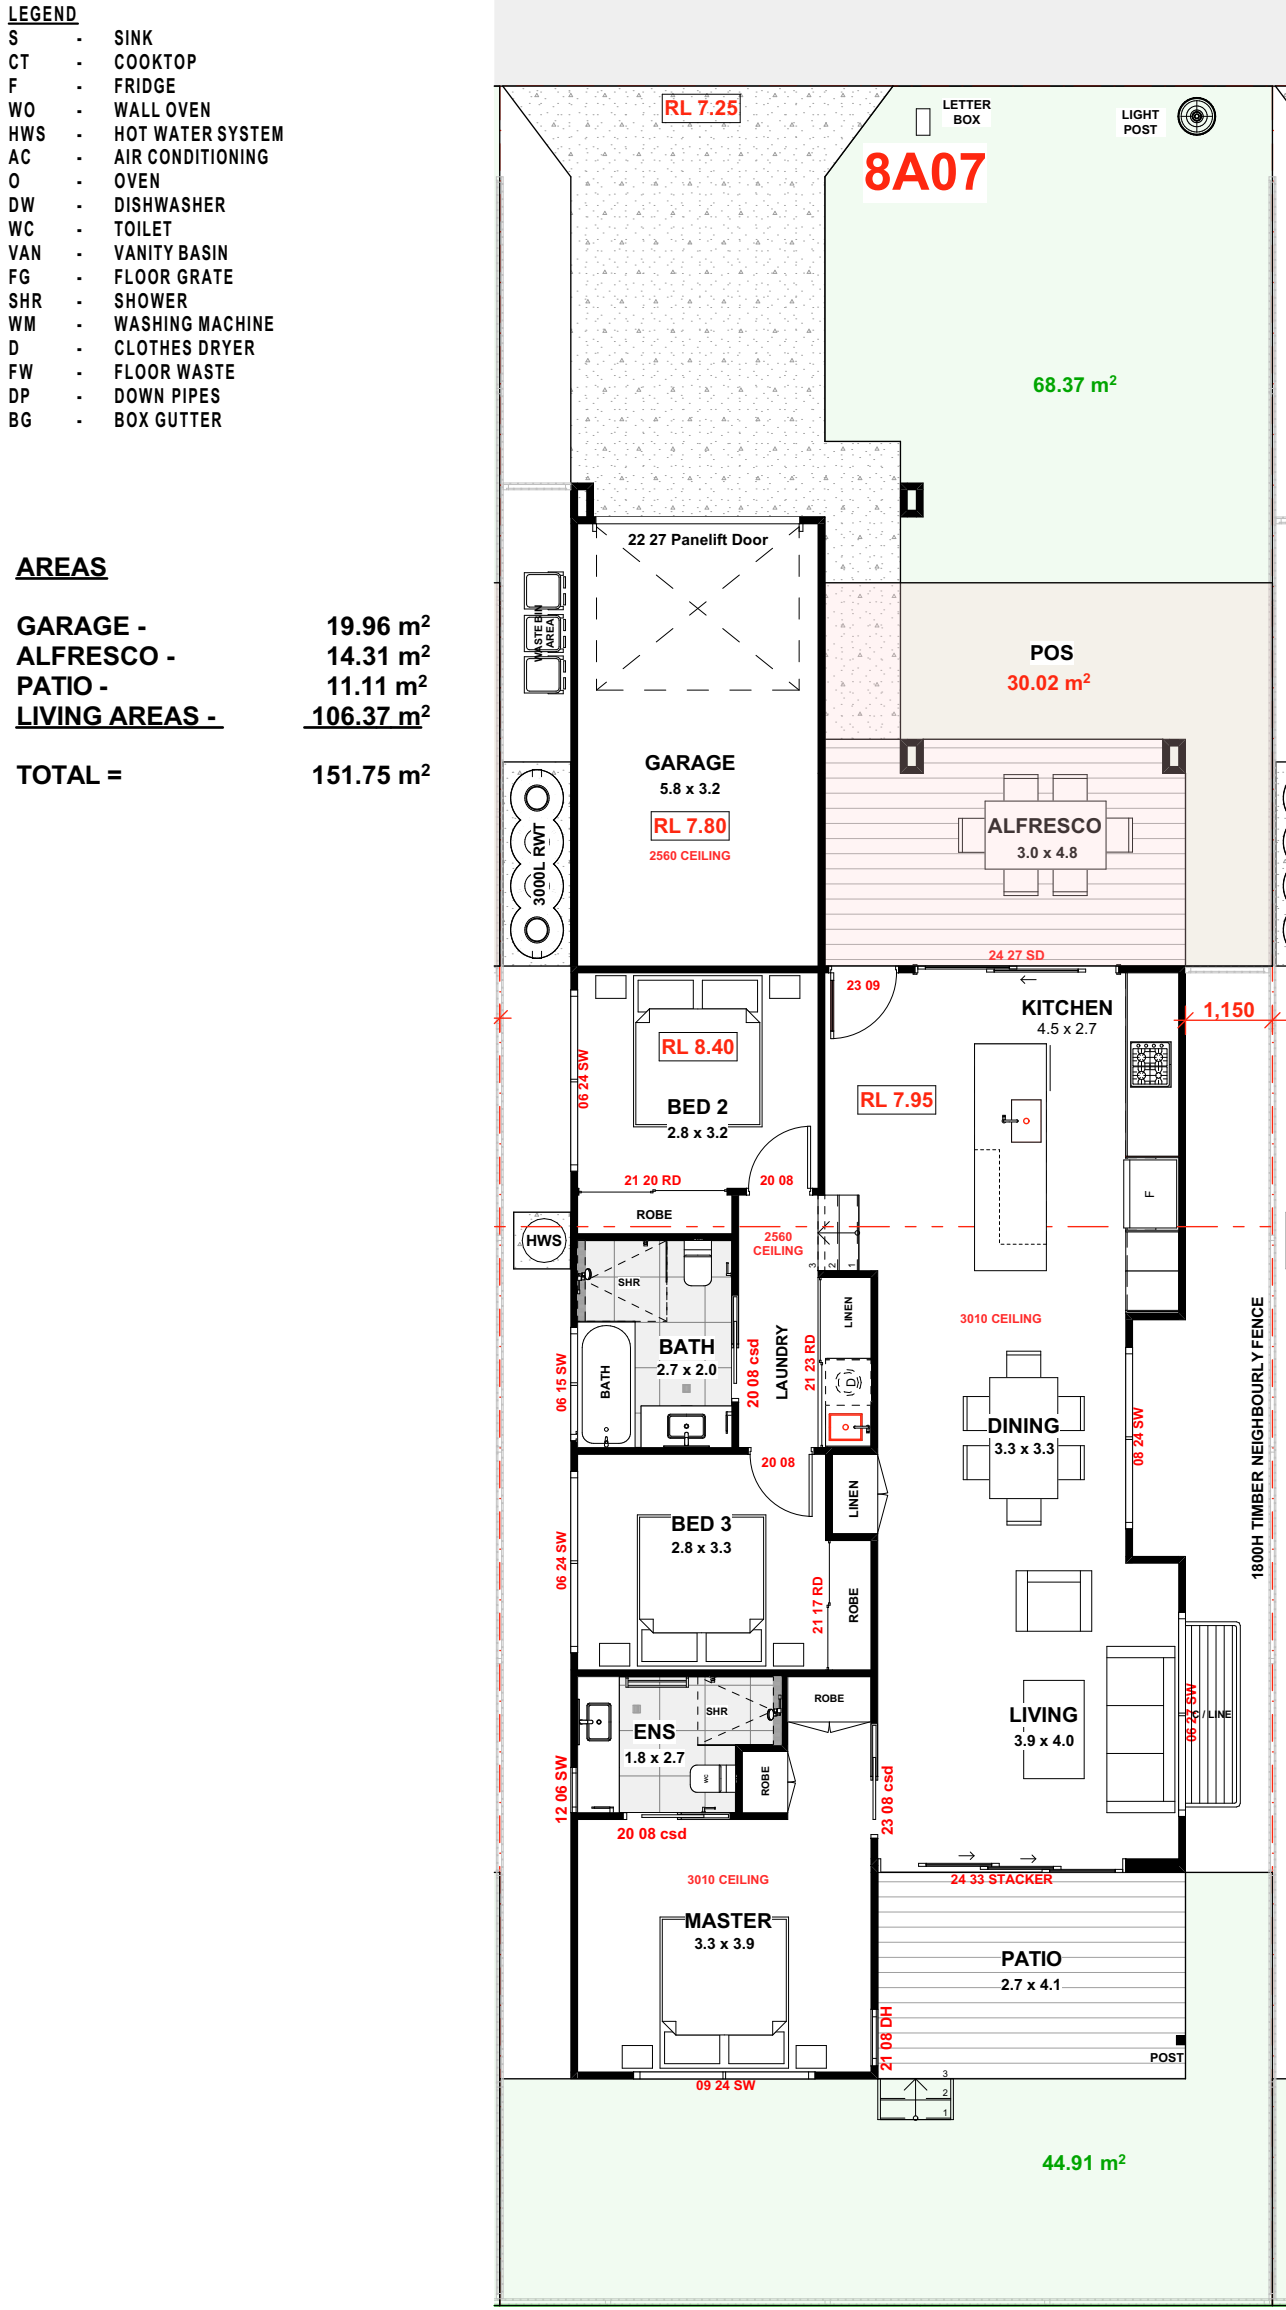 LEGEND
S - SINK
CT - COOKTOP
F - FRIDGE
WO - WALL OVEN
HWS - HOT WATER SYSTEM
AC - AIR CONDITIONING
O - OVEN
DW - DISHWASHER
WC - TOILET
VAN - VANITY BASIN
FG - FLOOR GRATE
SHR - SHOWER
WM - WASHING MACHINE
D - CLOTHES DRYER
FW - FLOOR WASTE
DP - DOWN PIPES
BG - BOX GUTTER
AREAS
GARAGE - 19.96 m²
ALFRESCO - 14.31 m²
PATIO - 11.11 m²
LIVING AREAS - 106.37 m²
TOTAL = 151.75 m²
RL 7.25
LETTER
BOX
LIGHT
POST
8A07
68.37 m²
22 27 Panelift Door
WASTE BIN
AREA
POS
30.02 m²
GARAGE
5.8 x 3.2
RL 7.80
2560 CEILING
3000L RWT
ALFRESCO
3.0 x 4.8
24 27 SD
23 09
KITCHEN
4.5 x 2.7
1,150
RL 8.40
06 24 SW
BED 2
2.8 x 3.2
RL 7.95
21 20 RD
20 08
ROBE
F
HWS
2560
CEILING
3
2
1
SHR
LINEN
3010 CEILING
BATH
2.7 x 2.0
BATH
06 15 SW
20 08 csd
LAUNDRY
21 23 RD
D
DINING
3.3 x 3.3
08 24 SW
1800H TIMBER NEIGHBOURLY FENCE
20 08
LINEN
BED 3
2.8 x 3.3
06 24 SW
21 17 RD
ROBE
ROBE
SHR
ENS
1.8 x 2.7
WC
ROBE
12 06 SW
20 08 csd
23 08 csd
LIVING
3.9 x 4.0
06 27 SW
C / LINE
3010 CEILING
24 33 STACKER
MASTER
3.3 x 3.9
PATIO
2.7 x 4.1
21 08 DH
POST
09 24 SW
3
2
1
44.91 m²